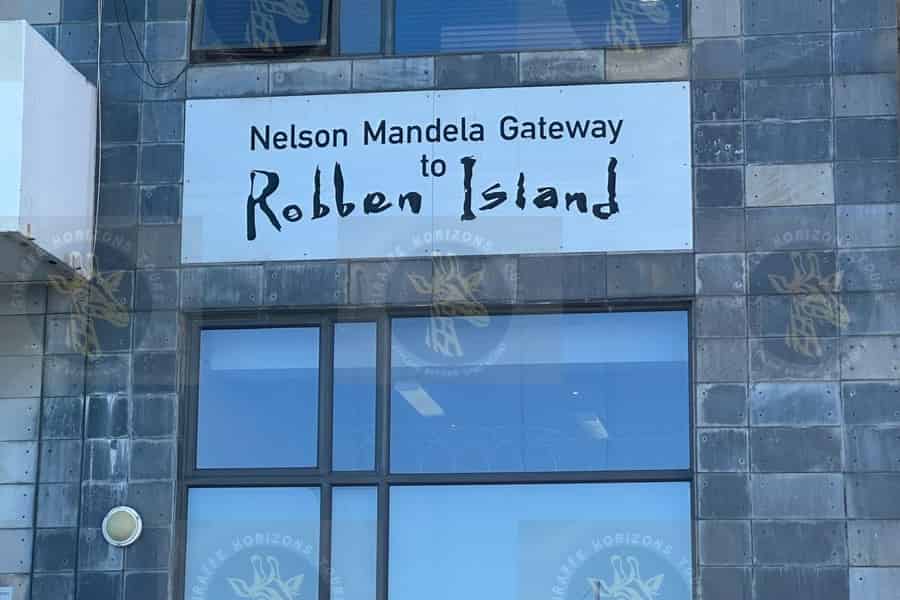 Nelson Mandela Gateway
to
Robben Island